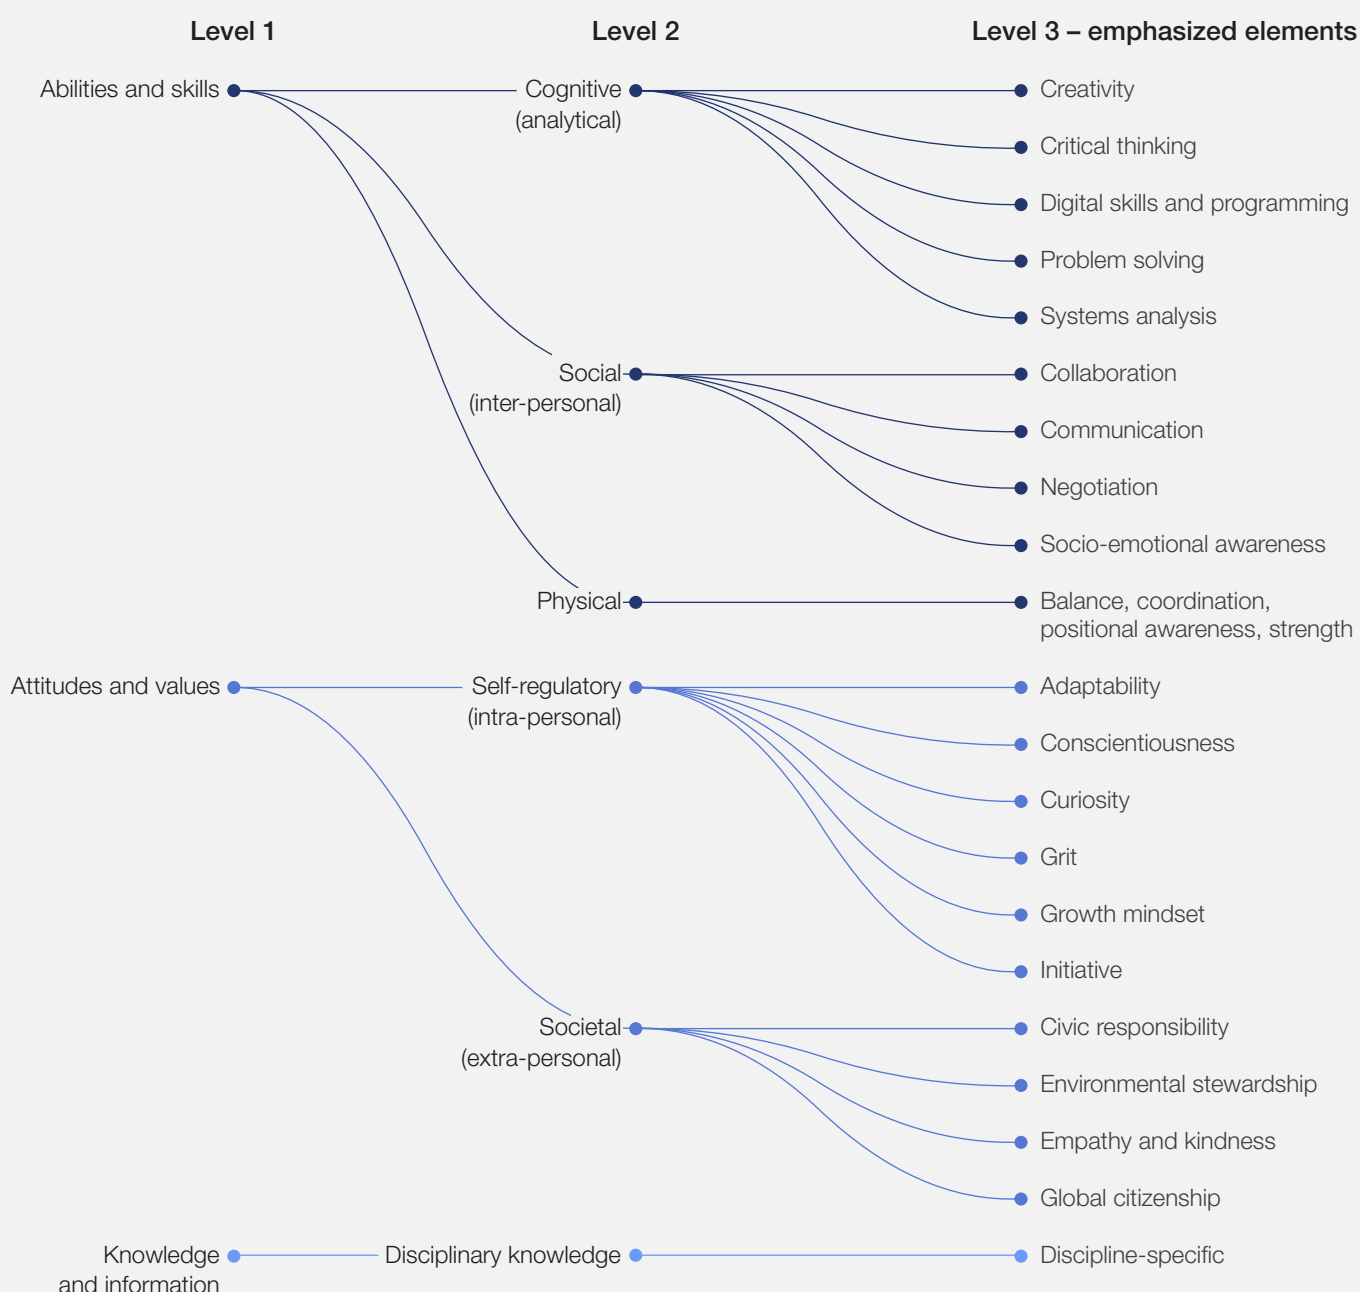 Level 1
Level 2
Level 3 – emphasized elements
Abilities and skills
Cognitive
(analytical)
Creativity
Critical thinking
Digital skills and programming
Problem solving
Systems analysis
Social
(inter-personal)
Collaboration
Communication
Negotiation
Socio-emotional awareness
Physical
Balance, coordination,
positional awareness, strength
Attitudes and values
Self-regulatory
(intra-personal)
Adaptability
Conscientiousness
Curiosity
Grit
Growth mindset
Initiative
Societal
(extra-personal)
Civic responsibility
Environmental stewardship
Empathy and kindness
Global citizenship
Knowledge
and information
Disciplinary knowledge
Discipline-specific